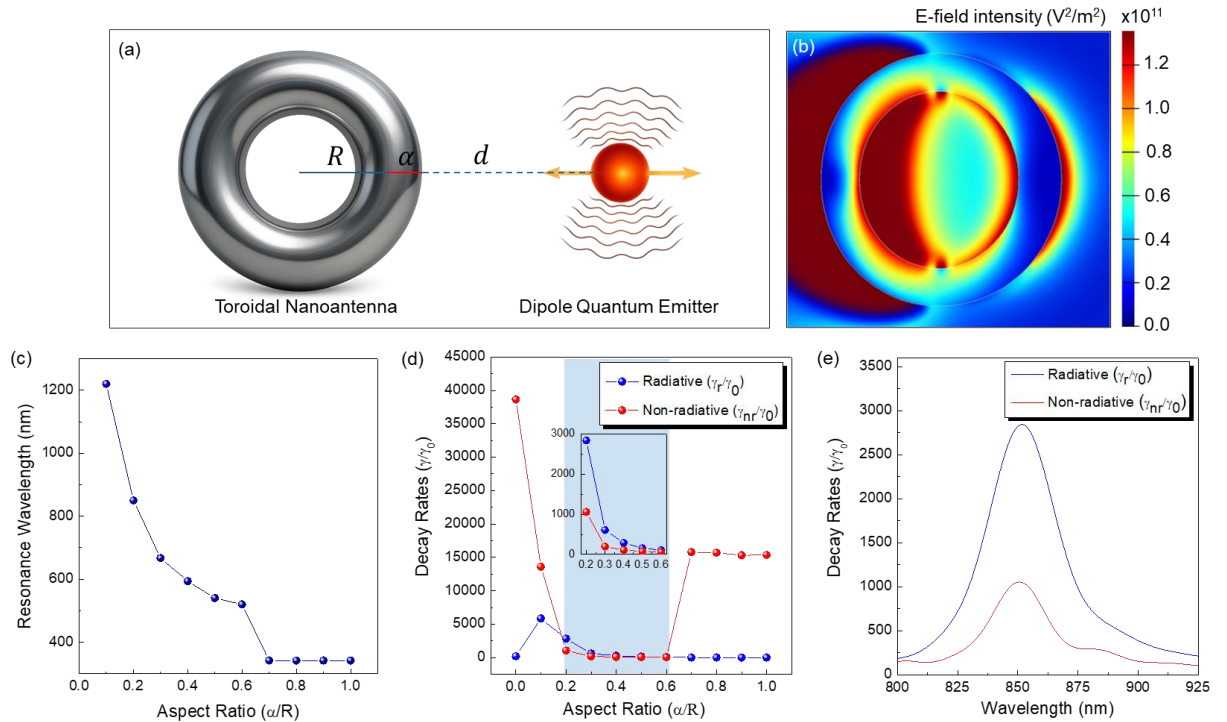 (a)
R
α
d
Toroidal Nanoantenna
Dipole Quantum Emitter
E-field intensity (V²/m²)
x10¹¹
(b)
1.2
1.0
0.8
0.6
0.4
0.2
0.0
(c)
Resonance Wavelength (nm)
1200
1000
800
600
400
0.0
0.2
0.4
0.6
0.8
1.0
Aspect Ratio (α/R)
(d)
Decay Rates (γ/γ₀)
45000
40000
35000
30000
25000
20000
15000
10000
5000
0
Radiative (γᵣ/γ₀)
Non-radiative (γₙᵣ/γ₀)
3000
2000
1000
0
0.2 0.3 0.4 0.5 0.6
0.0
0.2
0.4
0.6
0.8
1.0
Aspect Ratio (α/R)
(e)
Decay Rates (γ/γ₀)
3500
3000
2500
2000
1500
1000
500
0
Radiative (γᵣ/γ₀)
Non-radiative (γₙᵣ/γ₀)
800
825
850
875
900
925
Wavelength (nm)